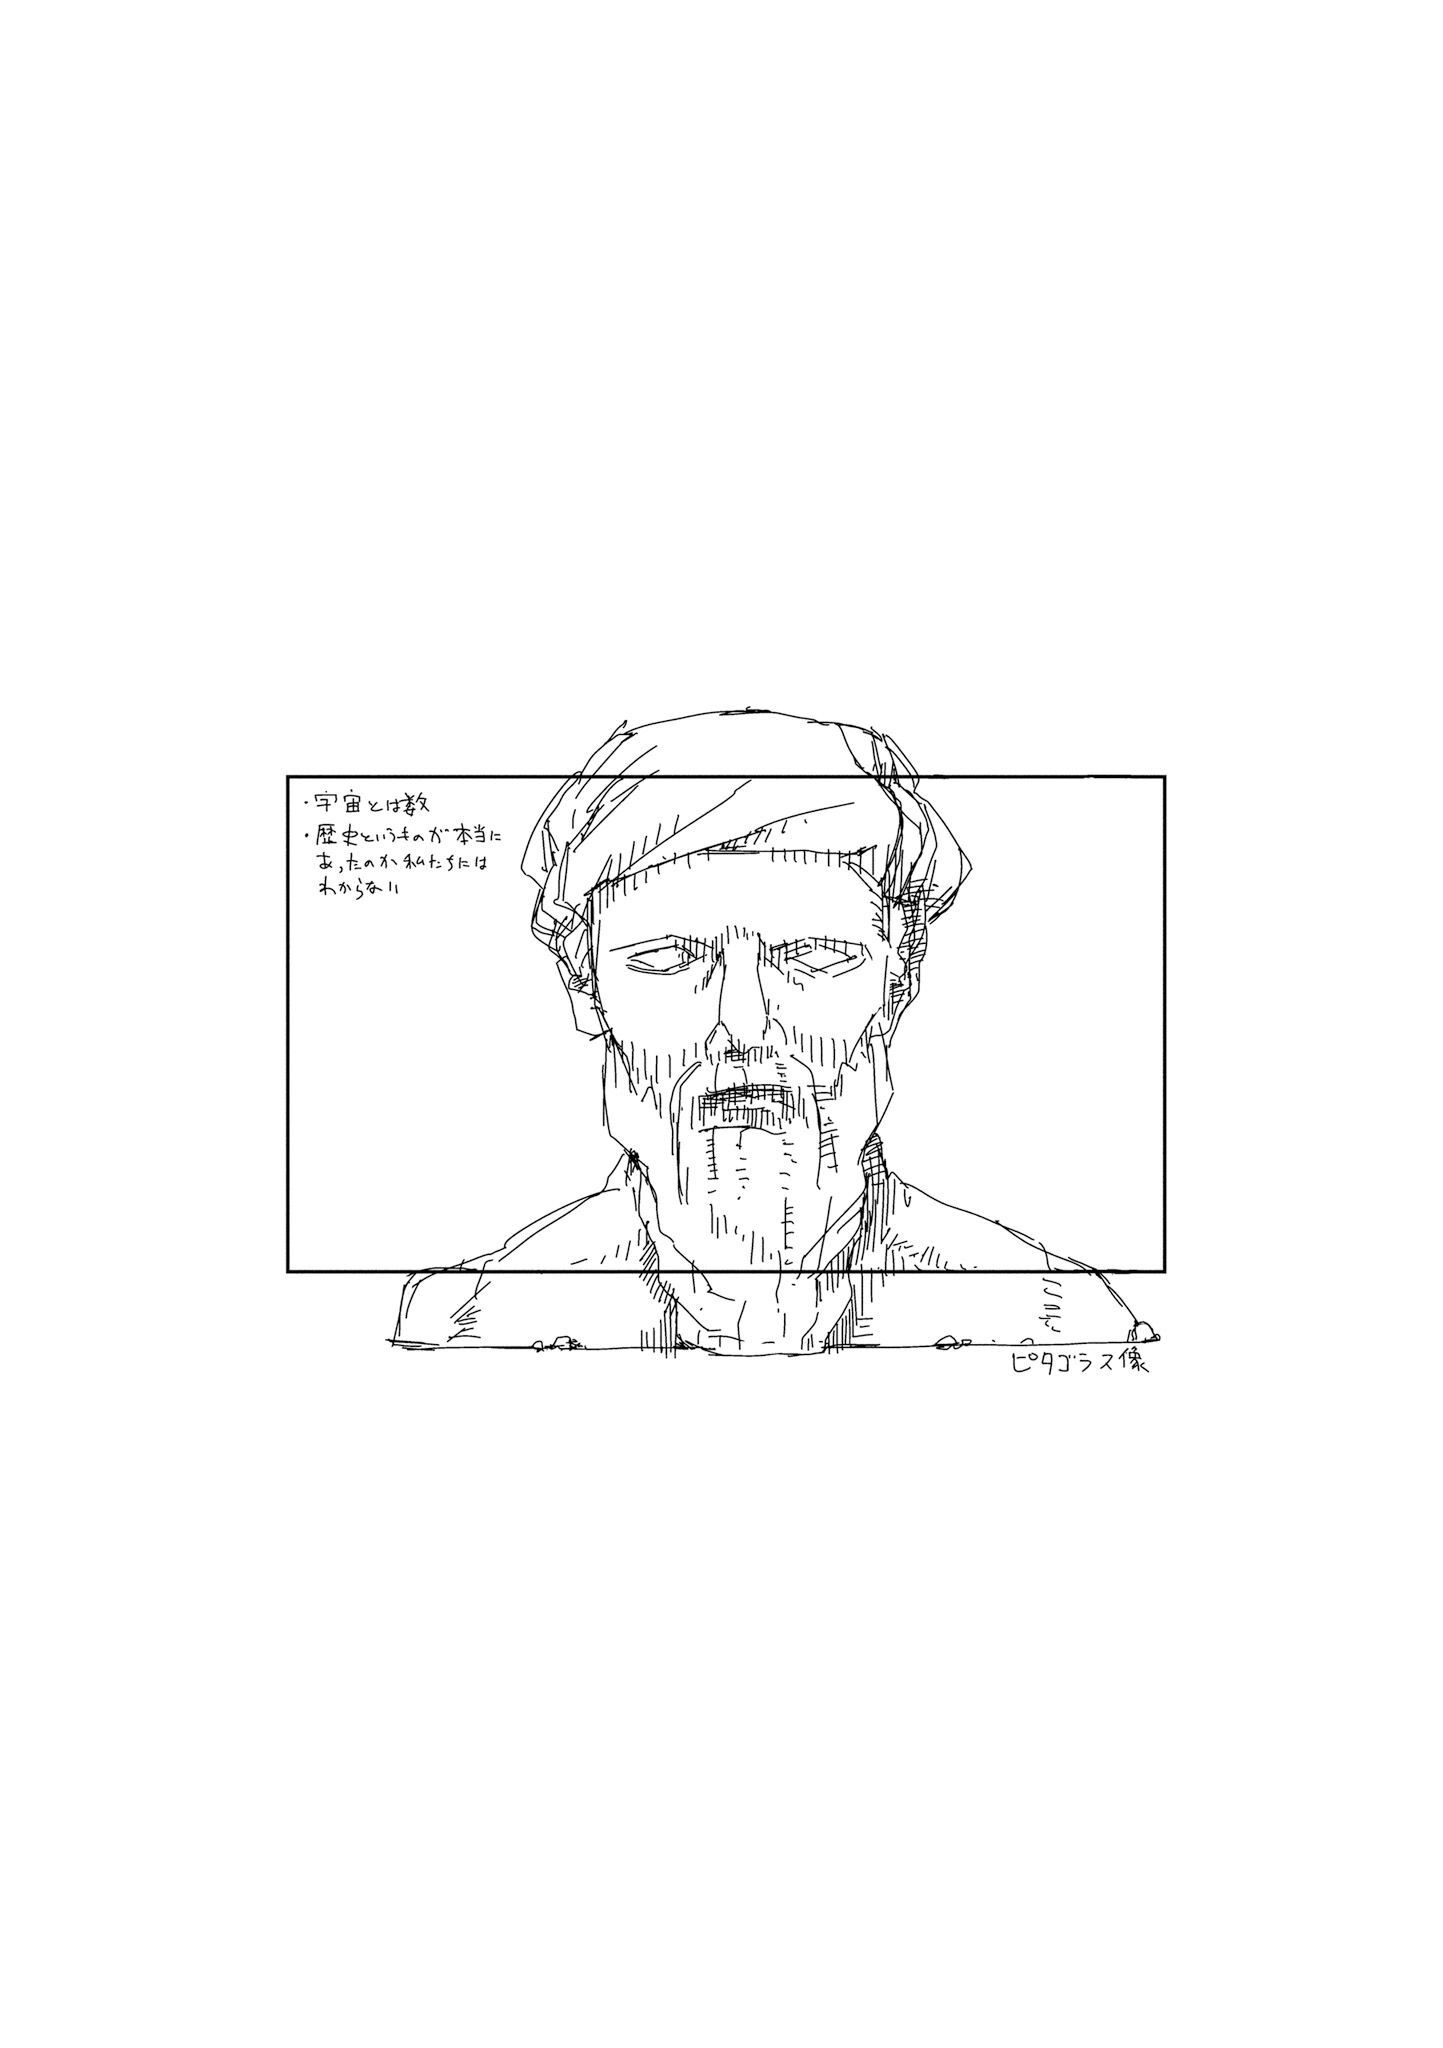 ・宇宙とは数
・歴史というものが本当に
あったのか私たちには
わからない
ピタゴラス像